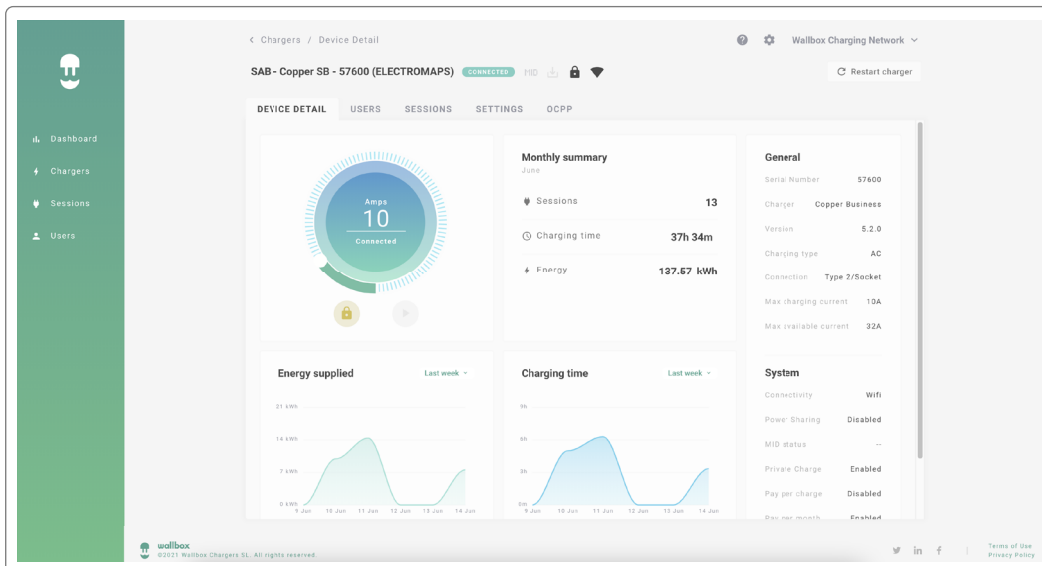 Chargers / Device Detail
Wallbox Charging Network
SAB - Copper SB - 57600 (ELECTROMAPS) CONNECTED MID
Restart charger
DEVICE DETAIL USERS SESSIONS SETTINGS OCPP
Dashboard
Chargers
Sessions
Users
Amps
10
Connected
Monthly summary
June
Sessions 13
Charging time 37h 34m
Energy 137.57 kWh
General
Serial Number 57600
Charger Copper Business
Version 5.2.0
Charging type AC
Connection Type 2/Socket
Max charging current 10A
Max available current 32A
Energy supplied Last week
21 kWh
14 kWh
7 kWh
0 kWh
9 Jun 10 Jun 11 Jun 12 Jun 13 Jun 14 Jun
Charging time Last week
9h
6h
3h
0m
9 Jun 10 Jun 11 Jun 12 Jun 13 Jun 14 Jun
System
Connectivity Wifi
Power Sharing Disabled
MID status --
Private Charge Enabled
Pay per charge Disabled
Pay per month Enabled
wallbox
©2021 Wallbox Chargers SL. All rights reserved.
Terms of Use
Privacy Policy